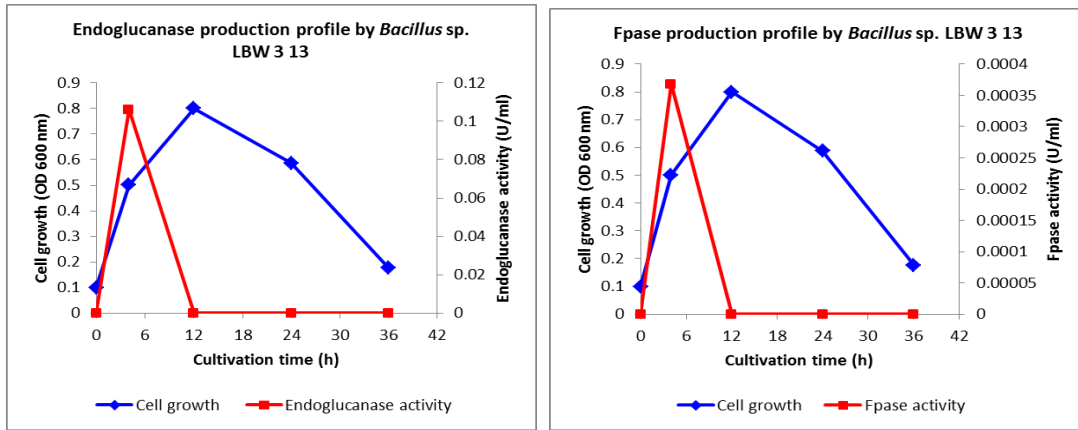 Endoglucanase production profile by Bacillus sp.
LBW 3 13
Cell growth (OD 600 nm)
0.9
0.8
0.7
0.6
0.5
0.4
0.3
0.2
0.1
0
0.12
0.1
0.08
0.06
0.04
0.02
0
Endoglucanase activity (U/ml)
0 6 12 18 24 30 36 42
Cultivation time (h)
Cell growth Endoglucanase activity
Fpase production profile by Bacillus sp. LBW 3 13
Cell growth (OD 600 nm)
0.9
0.8
0.7
0.6
0.5
0.4
0.3
0.2
0.1
0
0.0004
0.00035
0.0003
0.00025
0.0002
0.00015
0.0001
0.00005
0
Fpase activity (U/ml)
0 6 12 18 24 30 36 42
Cultivation time (h)
Cell growth Fpase activity